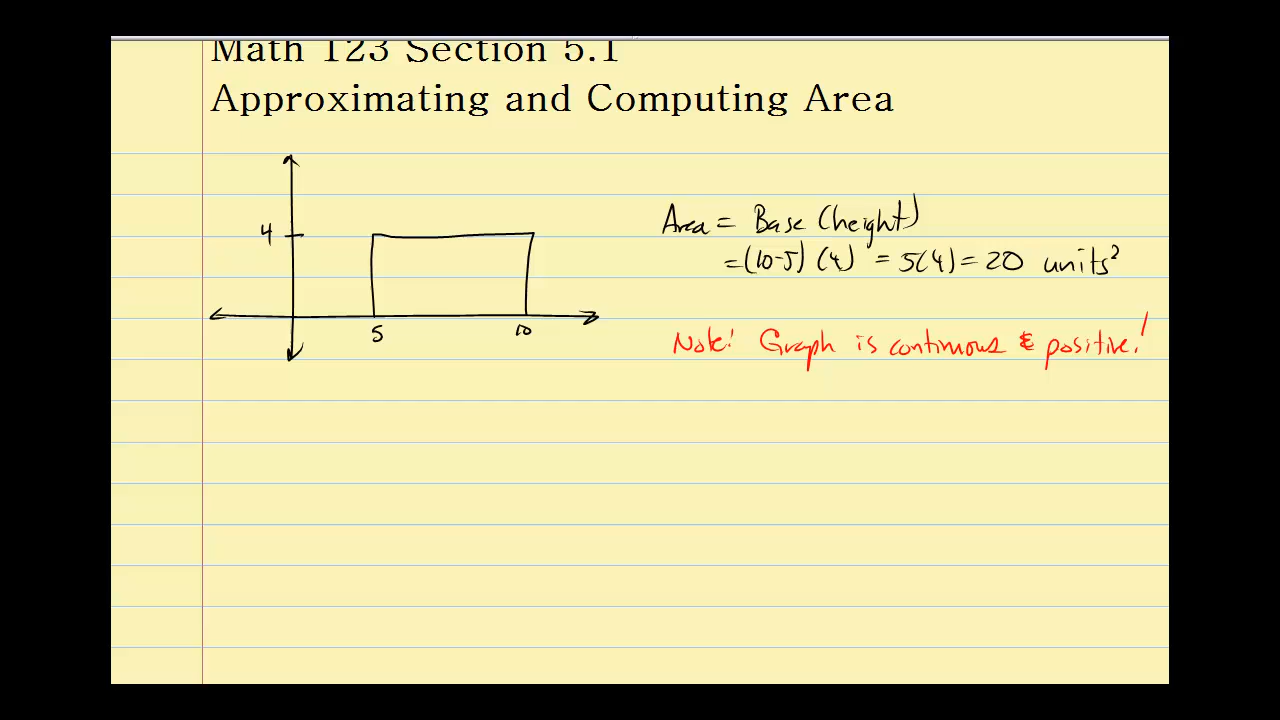 Math 123 Section 5.1
Approximating and Computing Area
Area = Base (height)
4
= (10-5) (4) = 5(4) = 20 units²
5 10
Note! Graph is continuous & positive!